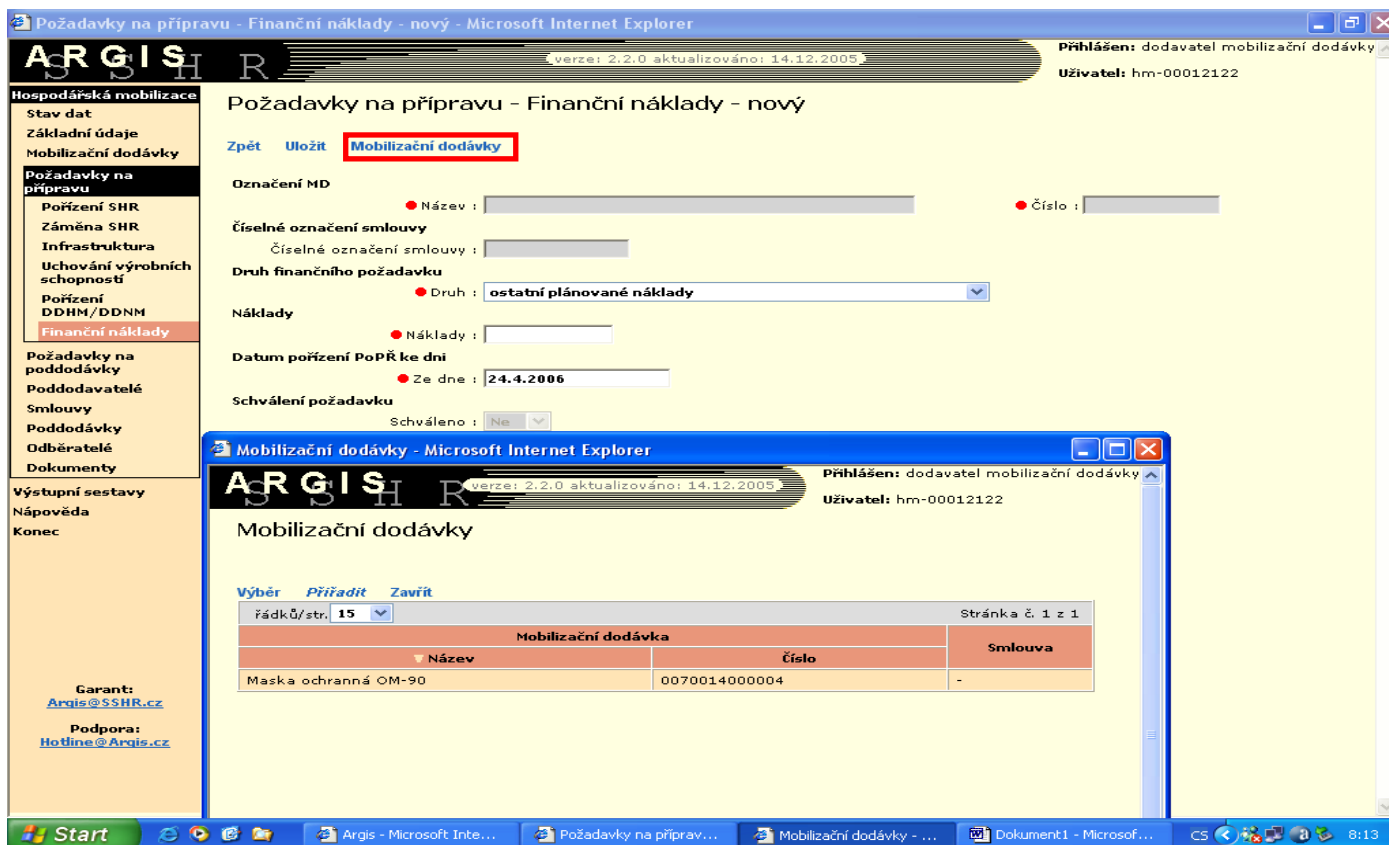 Požadavky na přípravu - Finanční náklady - nový - Microsoft Internet Explorer
ARGIS
SSHR
verze: 2.2.0 aktualizováno: 14.12.2005
Přihlášen: dodavatel mobilizační dodávky
Uživatel: hm-00012122
Hospodářská mobilizace
Stav dat
Základní údaje
Mobilizační dodávky
Požadavky na
přípravu
Pořízení SHR
Záměna SHR
Infrastruktura
Uchování výrobních
schopností
Pořízení
DDHM/DDNM
Finanční náklady
Požadavky na
poddodávky
Poddodavatelé
Smlouvy
Poddodávky
Odběratelé
Dokumenty
Výstupní sestavy
Nápověda
Konec
Garant:
Argis@SSHR.cz
Podpora:
Hotline@Argis.cz
Požadavky na přípravu - Finanční náklady - nový
Zpět Uložit Mobilizační dodávky
Označení MD
Název : Číslo :
Číselné označení smlouvy
Číselné označení smlouvy :
Druh finančního požadavku
Druh : ostatní plánované náklady
Náklady
Náklady :
Datum pořízení PoPŘ ke dni
Ze dne : 24.4.2006
Schválení požadavku
Schváleno : Ne
Mobilizační dodávky - Microsoft Internet Explorer
ARGIS
SSHR
verze: 2.2.0 aktualizováno: 14.12.2005
Přihlášen: dodavatel mobilizační dodávky
Uživatel: hm-00012122
Mobilizační dodávky
Výběr Přiřadit Zavřít
řádků/str. 15 Stránka č. 1 z 1
Mobilizační dodávka Smlouva
Název Číslo
Maska ochranná OM-90 0070014000004 -
Start Argis - Microsoft Inte... Požadavky na příprav... Mobilizační dodávky - ... Dokument1 - Microsof... CS 8:13